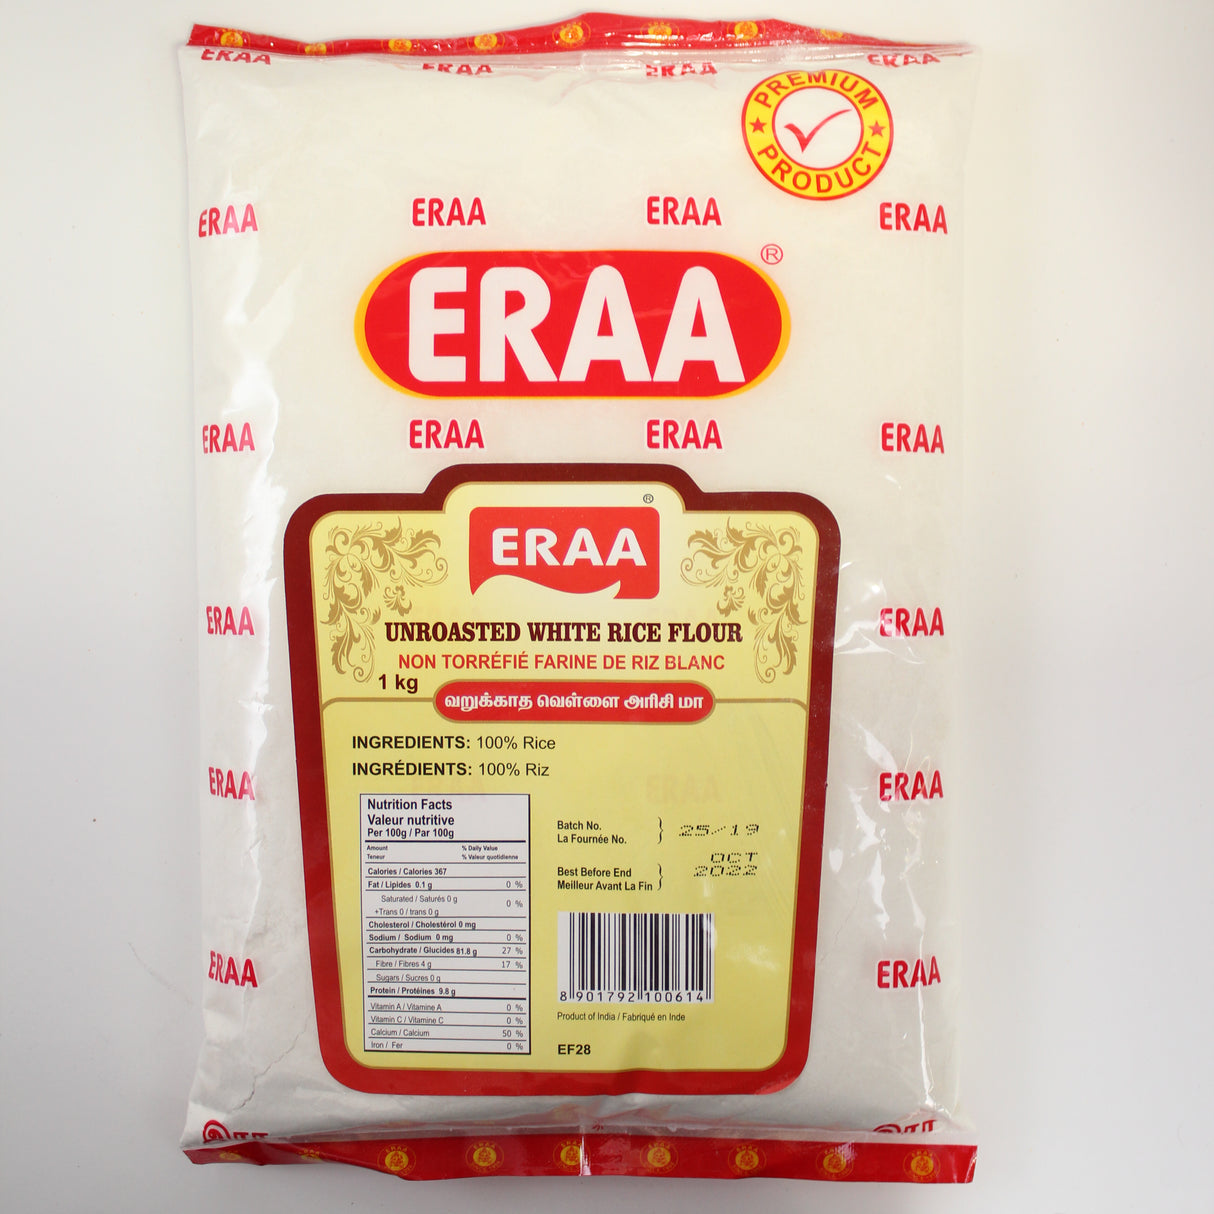 ERAA ERAA ERAA ERAA
PREMIUM
PRODUCT
ERAA ERAA ERAA ERAA
ERAA ®
ERAA ERAA ERAA ERAA
®
ERAA
ERAA ERAA
UNROASTED WHITE RICE FLOUR
NON TORRÉFIÉ FARINE DE RIZ BLANC
1 kg
வறுக்காத வெள்ளை அரிசி மா
INGREDIENTS: 100% Rice
INGRÉDIENTS: 100% Riz
ERAA ERAA
Nutrition Facts
Valeur nutritive
Per 100g / Par 100g
Amount % Daily Value
Teneur % Valeur quotidienne
Calories / Calories 367
Fat / Lipides 0.1 g 0 %
Saturated / Saturés 0 g
+Trans 0 / trans 0 g 0 %
Cholesterol / Cholestérol 0 mg
Sodium / Sodium 0 mg 0 %
Carbohydrate / Glucides 81.8 g 27 %
Fibre / Fibres 4 g 17 %
Sugars / Sucres 0 g
Protein / Protéines 9.8 g
Vitamin A / Vitamine A 0 %
Vitamin C / Vitamine C 0 %
Calcium / Calcium 50 %
Iron / Fer 0 %
Batch No.
La Fournée No. } 25/19
Best Before End
Meilleur Avant La Fin } OCT
2022
8 901792 100614
Product of India / Fabriqué en Inde
EF28
ERAA ERAA